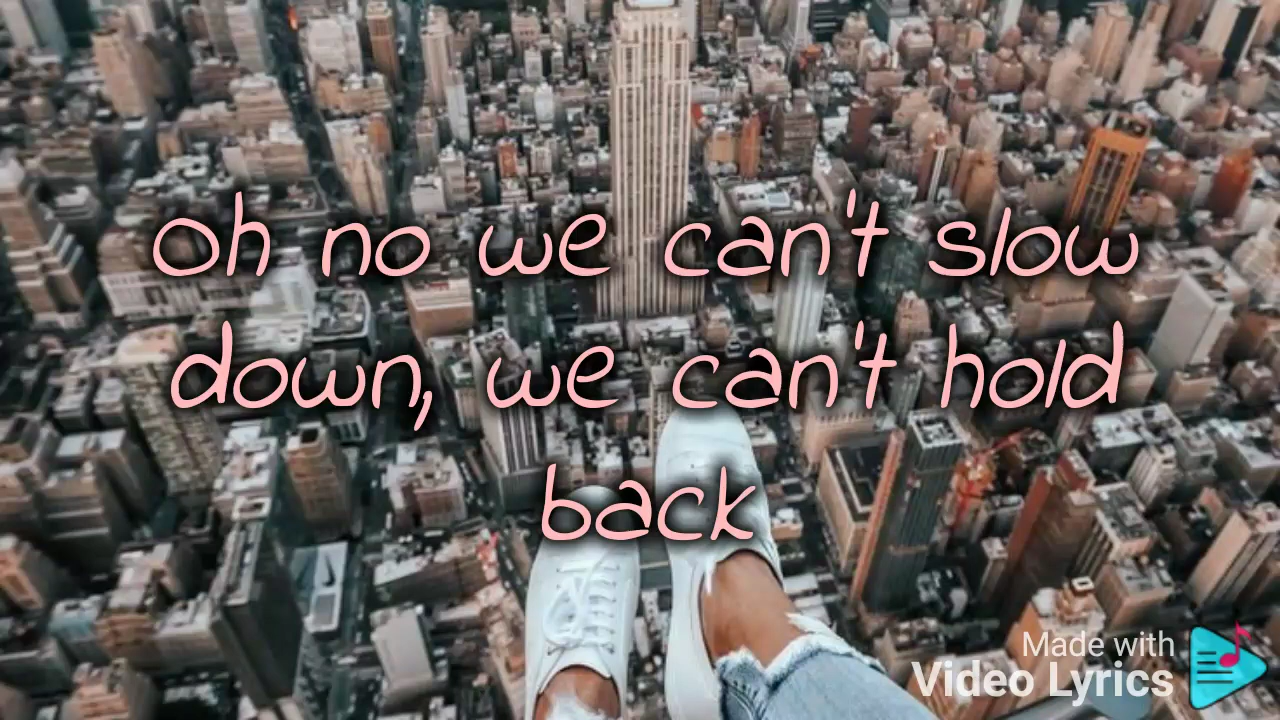 oh no we can't slow
down, we can't hold
back
Made with
Video Lyrics